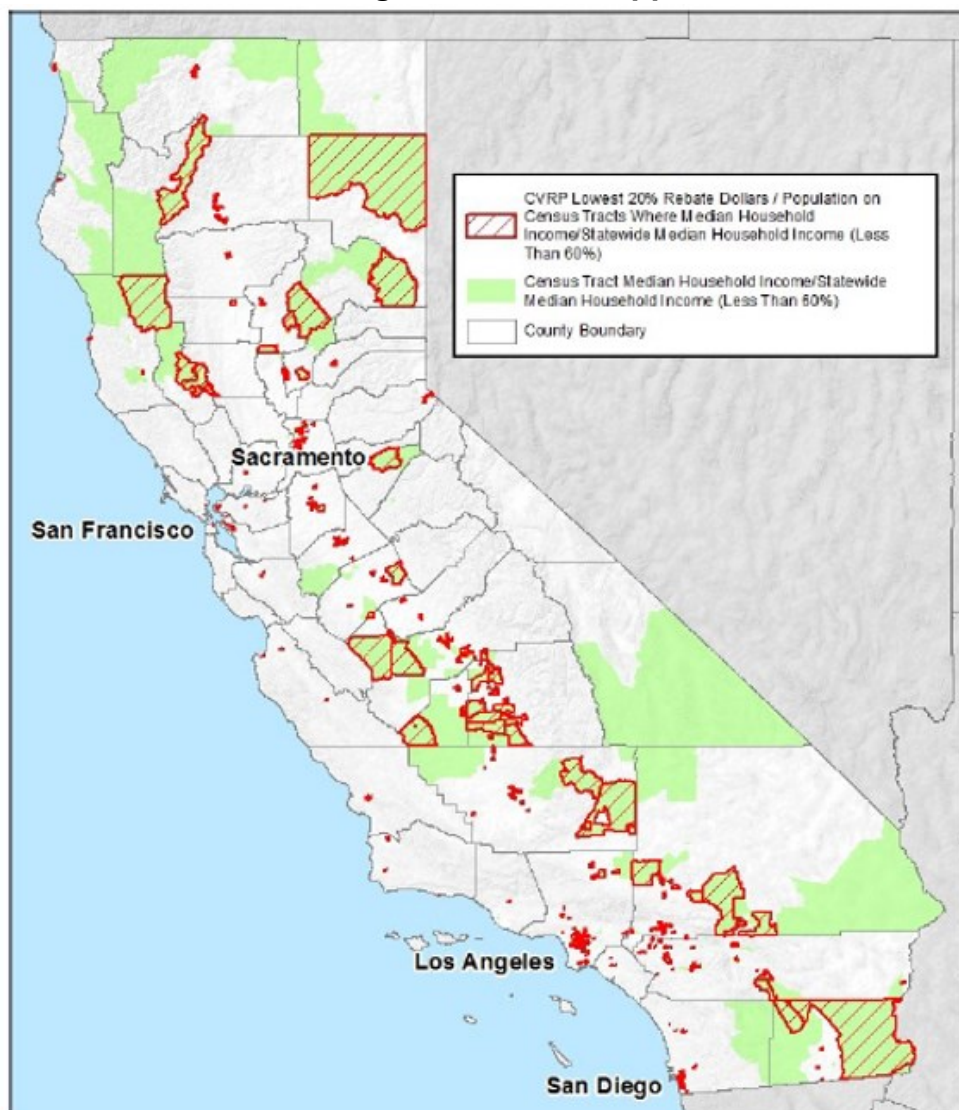 CVRP Lowest 20% Rebate Dollars / Population on
Census Tracts Where Median Household
Income/Statewide Median Household Income (Less
Than 60%)
Census Tract Median Household Income/Statewide
Median Household Income (Less Than 60%)
County Boundary
Sacramento
San Francisco
Los Angeles
San Diego